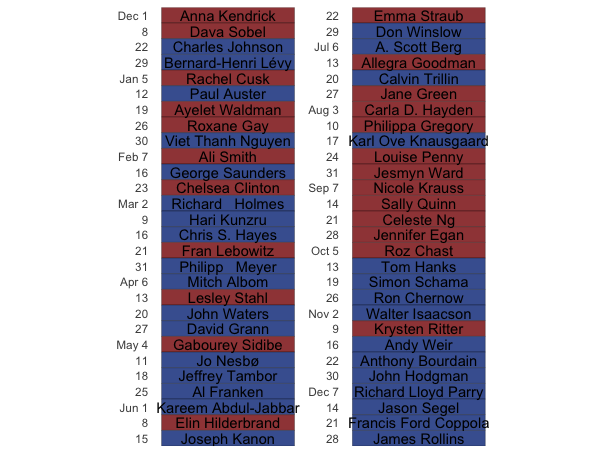 Dec 1 Anna Kendrick
8 Dava Sobel
22 Charles Johnson
29 Bernard-Henri Lévy
Jan 5 Rachel Cusk
12 Paul Auster
19 Ayelet Waldman
26 Roxane Gay
30 Viet Thanh Nguyen
Feb 7 Ali Smith
16 George Saunders
23 Chelsea Clinton
Mar 2 Richard Holmes
9 Hari Kunzru
16 Chris S. Hayes
21 Fran Lebowitz
31 Philipp Meyer
Apr 6 Mitch Albom
13 Lesley Stahl
20 John Waters
27 David Grann
May 4 Gabourey Sidibe
11 Jo Nesbø
18 Jeffrey Tambor
25 Al Franken
Jun 1 Kareem Abdul-Jabbar
8 Elin Hilderbrand
15 Joseph Kanon
22 Emma Straub
29 Don Winslow
Jul 6 A. Scott Berg
13 Allegra Goodman
20 Calvin Trillin
27 Jane Green
Aug 3 Carla D. Hayden
10 Philippa Gregory
17 Karl Ove Knausgaard
24 Louise Penny
31 Jesmyn Ward
Sep 7 Nicole Krauss
14 Sally Quinn
21 Celeste Ng
28 Jennifer Egan
Oct 5 Roz Chast
13 Tom Hanks
19 Simon Schama
26 Ron Chernow
Nov 2 Walter Isaacson
9 Krysten Ritter
16 Andy Weir
22 Anthony Bourdain
30 John Hodgman
Dec 7 Richard Lloyd Parry
14 Jason Segel
21 Francis Ford Coppola
28 James Rollins